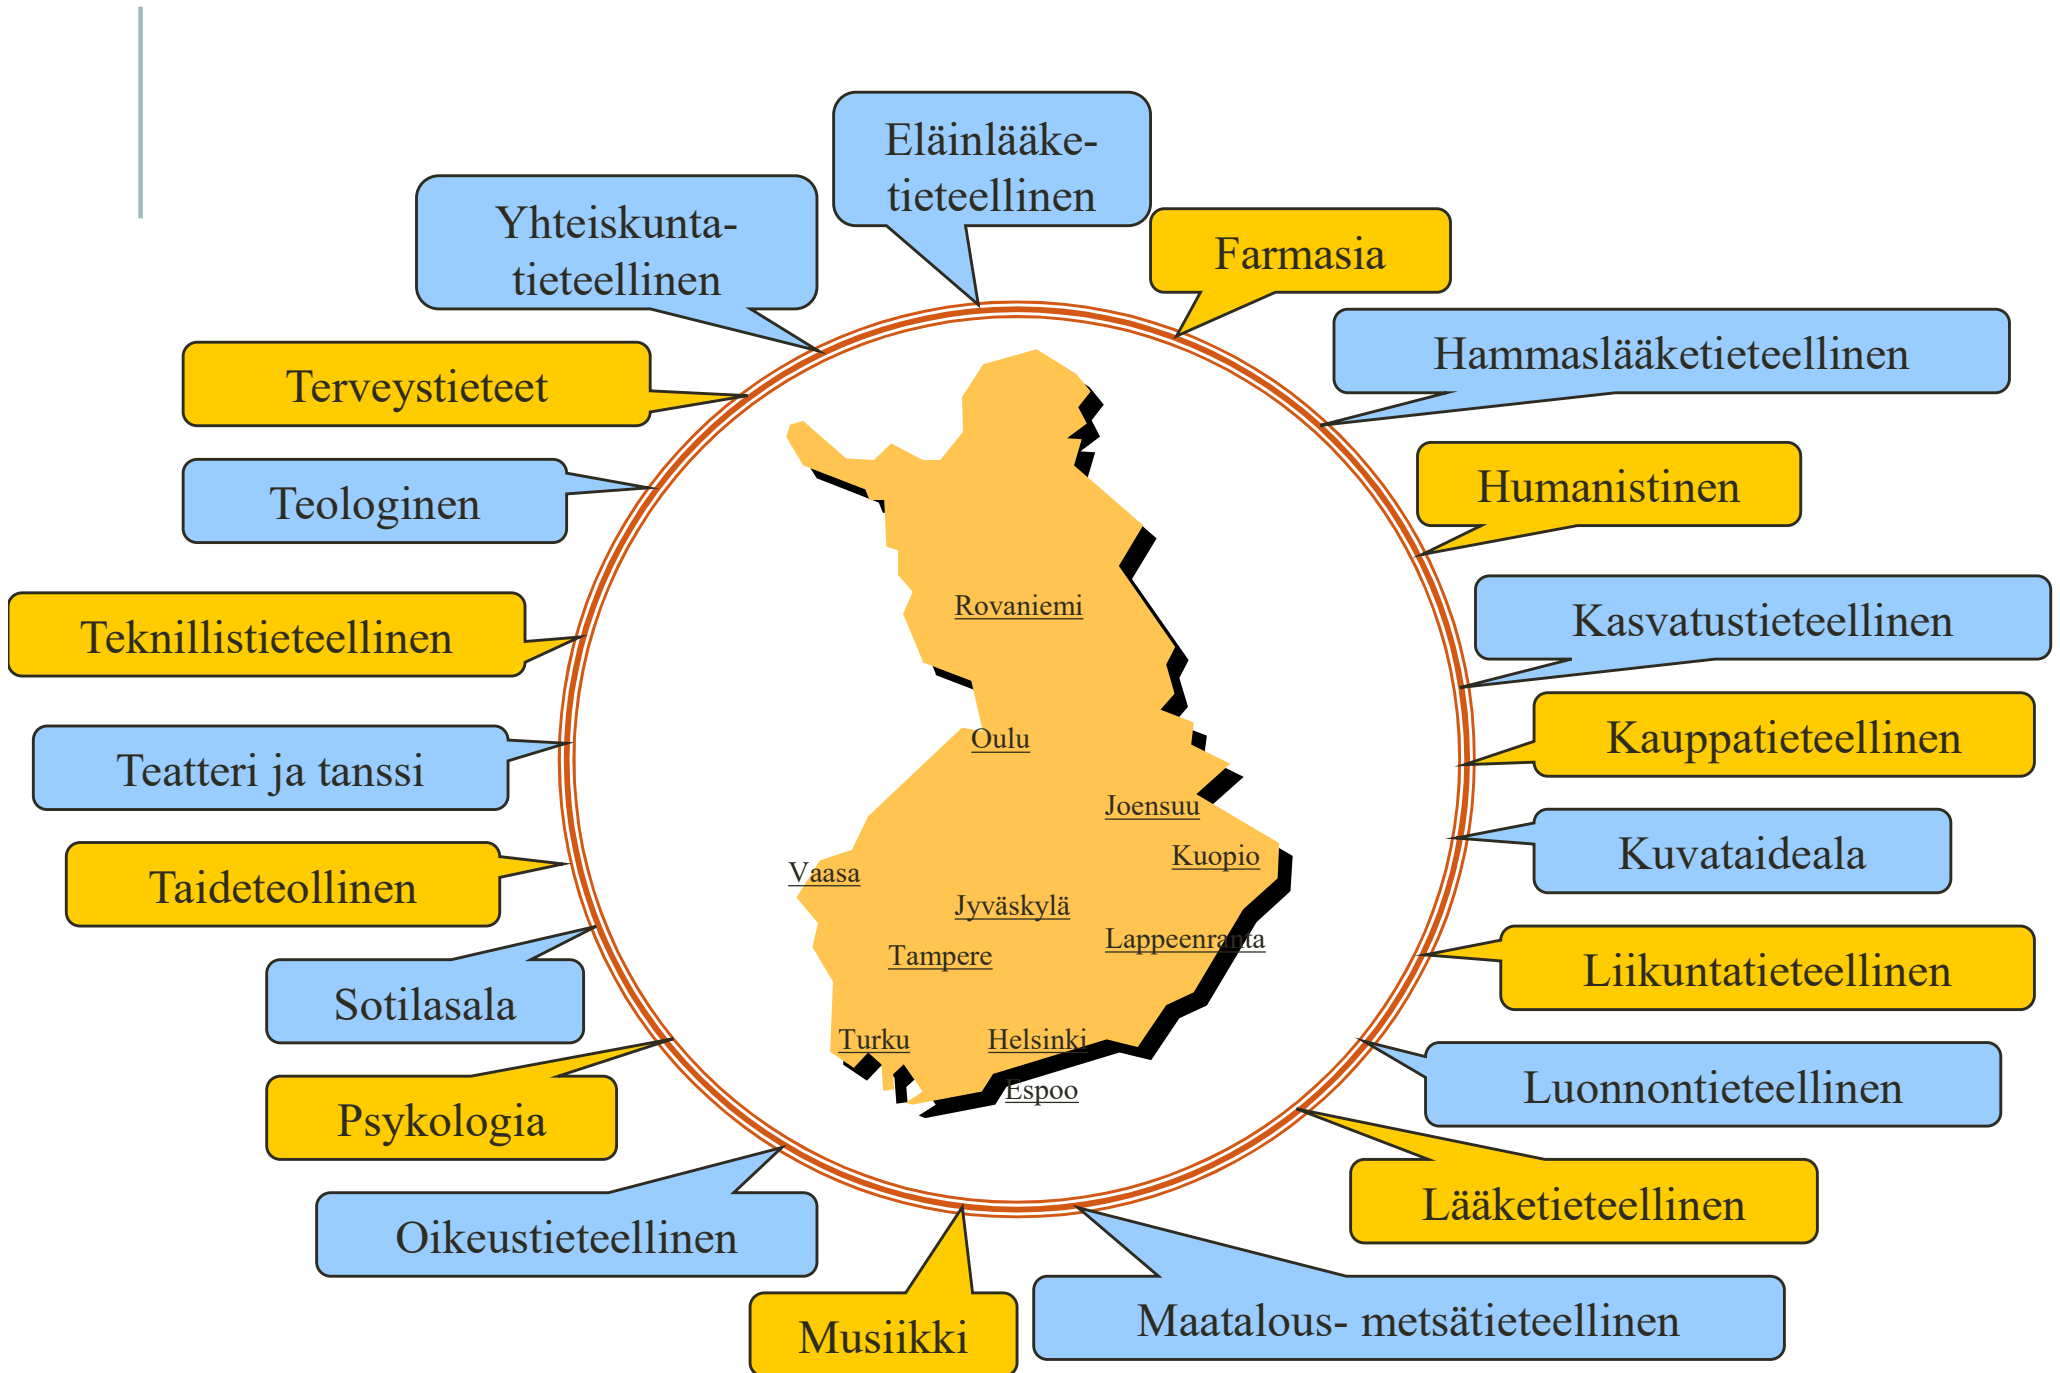 Eläinlääke-
tieteellinen
Yhteiskunta-
tieteellinen
Farmasia
Hammaslääketieteellinen
Terveystieteet
Humanistinen
Teologinen
Kasvatustieteellinen
Rovaniemi
Teknillistieteellinen
Kauppatieteellinen
Oulu
Teatteri ja tanssi
Joensuu
Kuvataideala
Kuopio
Vaasa
Taideteollinen
Jyväskylä
Lappeenranta
Tampere
Liikuntatieteellinen
Sotilasala
Turku
Helsinki
Espoo
Luonnontieteellinen
Psykologia
Lääketieteellinen
Oikeustieteellinen
Maatalous- metsätieteellinen
Musiikki